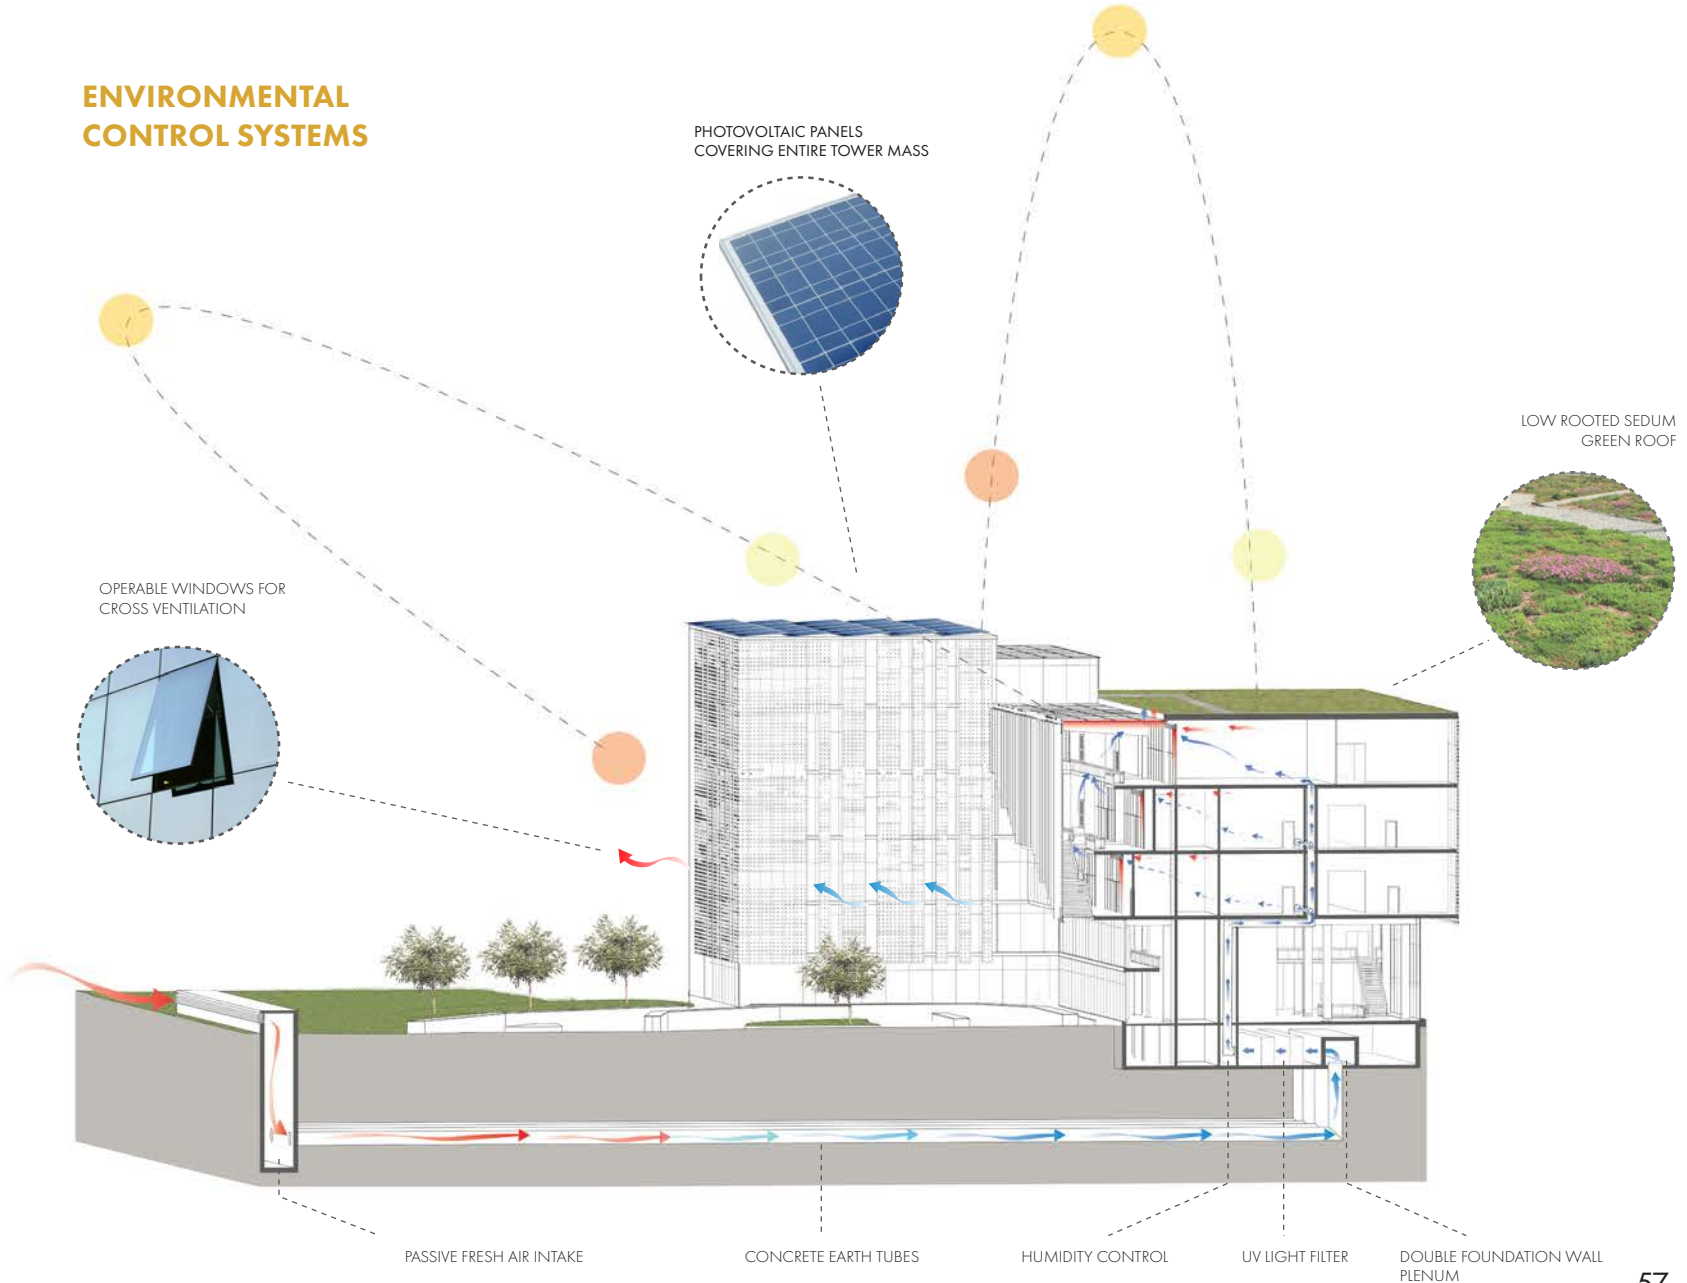 ENVIRONMENTAL
CONTROL SYSTEMS
PHOTOVOLTAIC PANELS
COVERING ENTIRE TOWER MASS
LOW ROOTED SEDUM
GREEN ROOF
OPERABLE WINDOWS FOR
CROSS VENTILATION
PASSIVE FRESH AIR INTAKE
CONCRETE EARTH TUBES
HUMIDITY CONTROL
UV LIGHT FILTER
DOUBLE FOUNDATION WALL
PLENUM
57